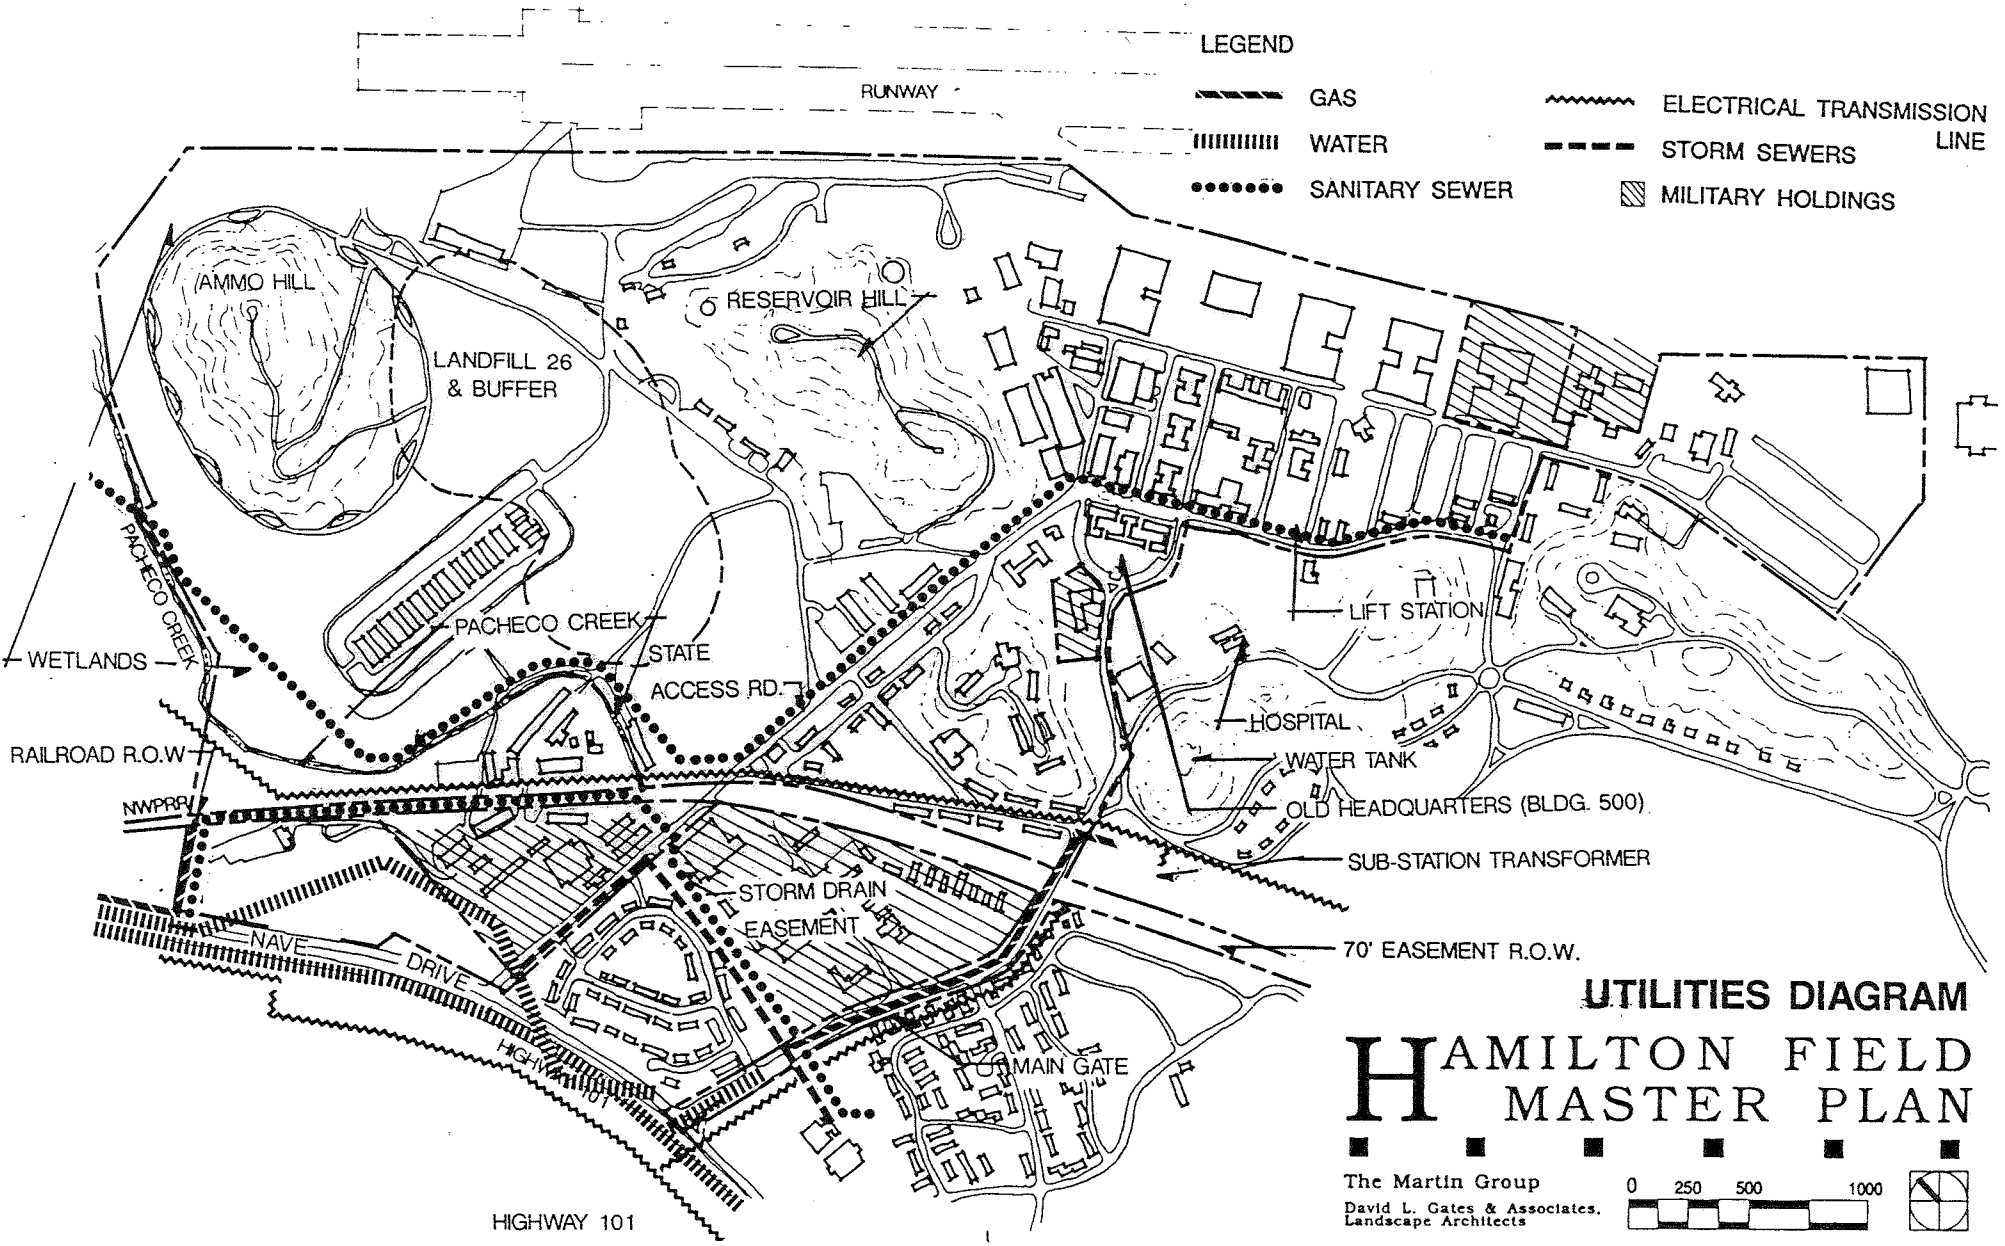 LEGEND
RUNWAY
GAS
WATER
SANITARY SEWER
ELECTRICAL TRANSMISSION
LINE
STORM SEWERS
MILITARY HOLDINGS
AMMO HILL
RESERVOIR HILL
LANDFILL 26
& BUFFER
PACHECO CREEK
PACHECO CREEK
WETLANDS
STATE
ACCESS RD.
LIFT STATION
HOSPITAL
RAILROAD R.O.W
WATER TANK
NWPRR
OLD HEADQUARTERS (BLDG. 500)
SUB-STATION TRANSFORMER
STORM DRAIN
EASEMENT
NAVE
DRIVE
70' EASEMENT R.O.W.
HIGHWAY 101
MAIN GATE
HIGHWAY 101
UTILITIES DIAGRAM
HAMILTON FIELD
MASTER PLAN
The Martin Group
David L. Gates & Associates.
Landscape Architects
0 250 500 1000